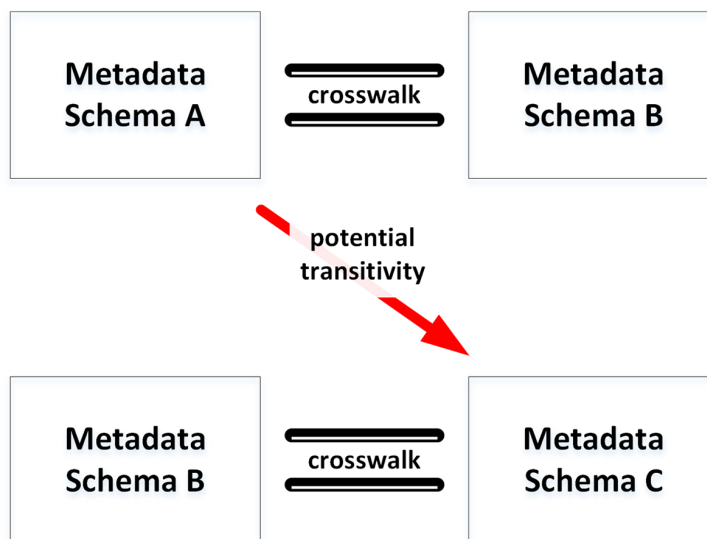 Metadata
Schema A
crosswalk
Metadata
Schema B
potential
transitivity
Metadata
Schema B
crosswalk
Metadata
Schema C